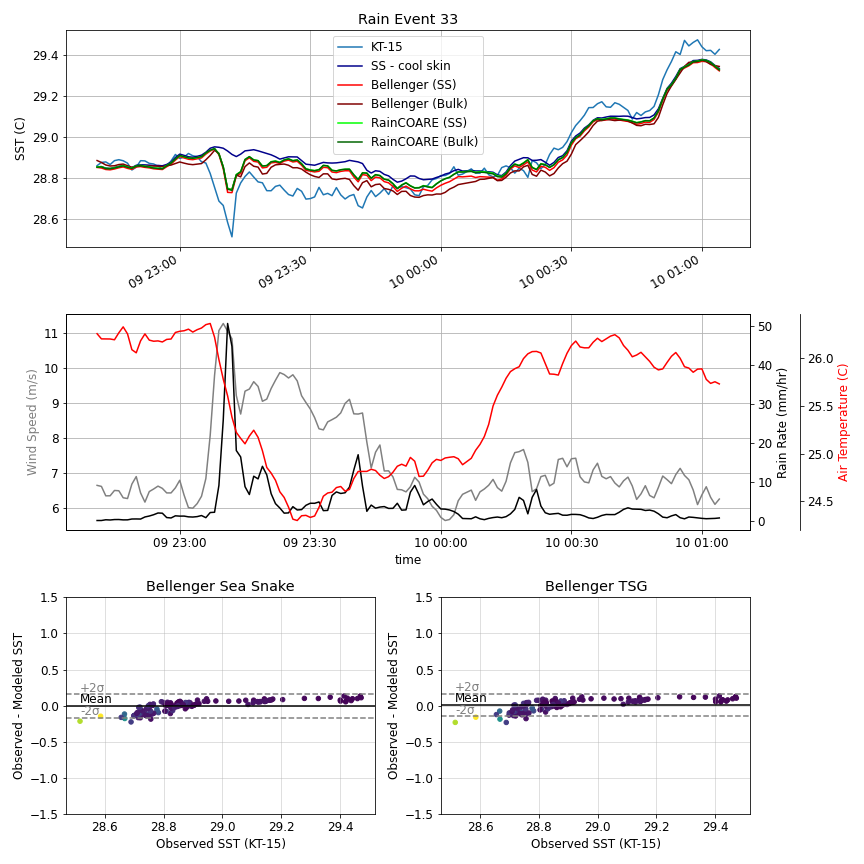 Rain Event 33
KT-15
SS - cool skin
Bellenger (SS)
Bellenger (Bulk)
RainCOARE (SS)
RainCOARE (Bulk)
SST (C)
29.4
29.2
29.0
28.8
28.6
09 23:00
09 23:30
10 00:00
10 00:30
10 01:00
Wind Speed (m/s)
11
10
9
8
7
6
50
40
30
20
10
0
Rain Rate (mm/hr)
26.0
25.5
25.0
24.5
Air Temperature (C)
09 23:00
09 23:30
10 00:00
10 00:30
10 01:00
time
Bellenger Sea Snake
Observed - Modeled SST
1.5
1.0
0.5
0.0
−0.5
−1.0
−1.5
+2σ
Mean
-2σ
28.6
28.8
29.0
29.2
29.4
Observed SST (KT-15)
Bellenger TSG
Observed - Modeled SST
1.5
1.0
0.5
0.0
−0.5
−1.0
−1.5
+2σ
Mean
-2σ
28.6
28.8
29.0
29.2
29.4
Observed SST (KT-15)